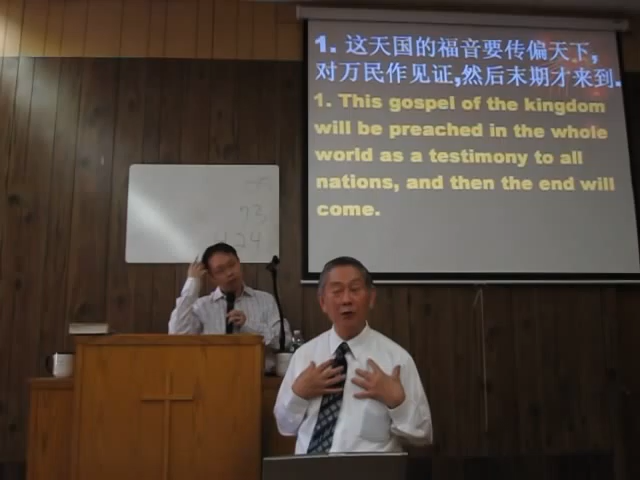 1. 这天国的福音要传偏天下,
对万民作见证,然后末期才来到.
1. This gospel of the kingdom
will be preached in the whole
world as a testimony to all
nations, and then the end will
come.
73
424